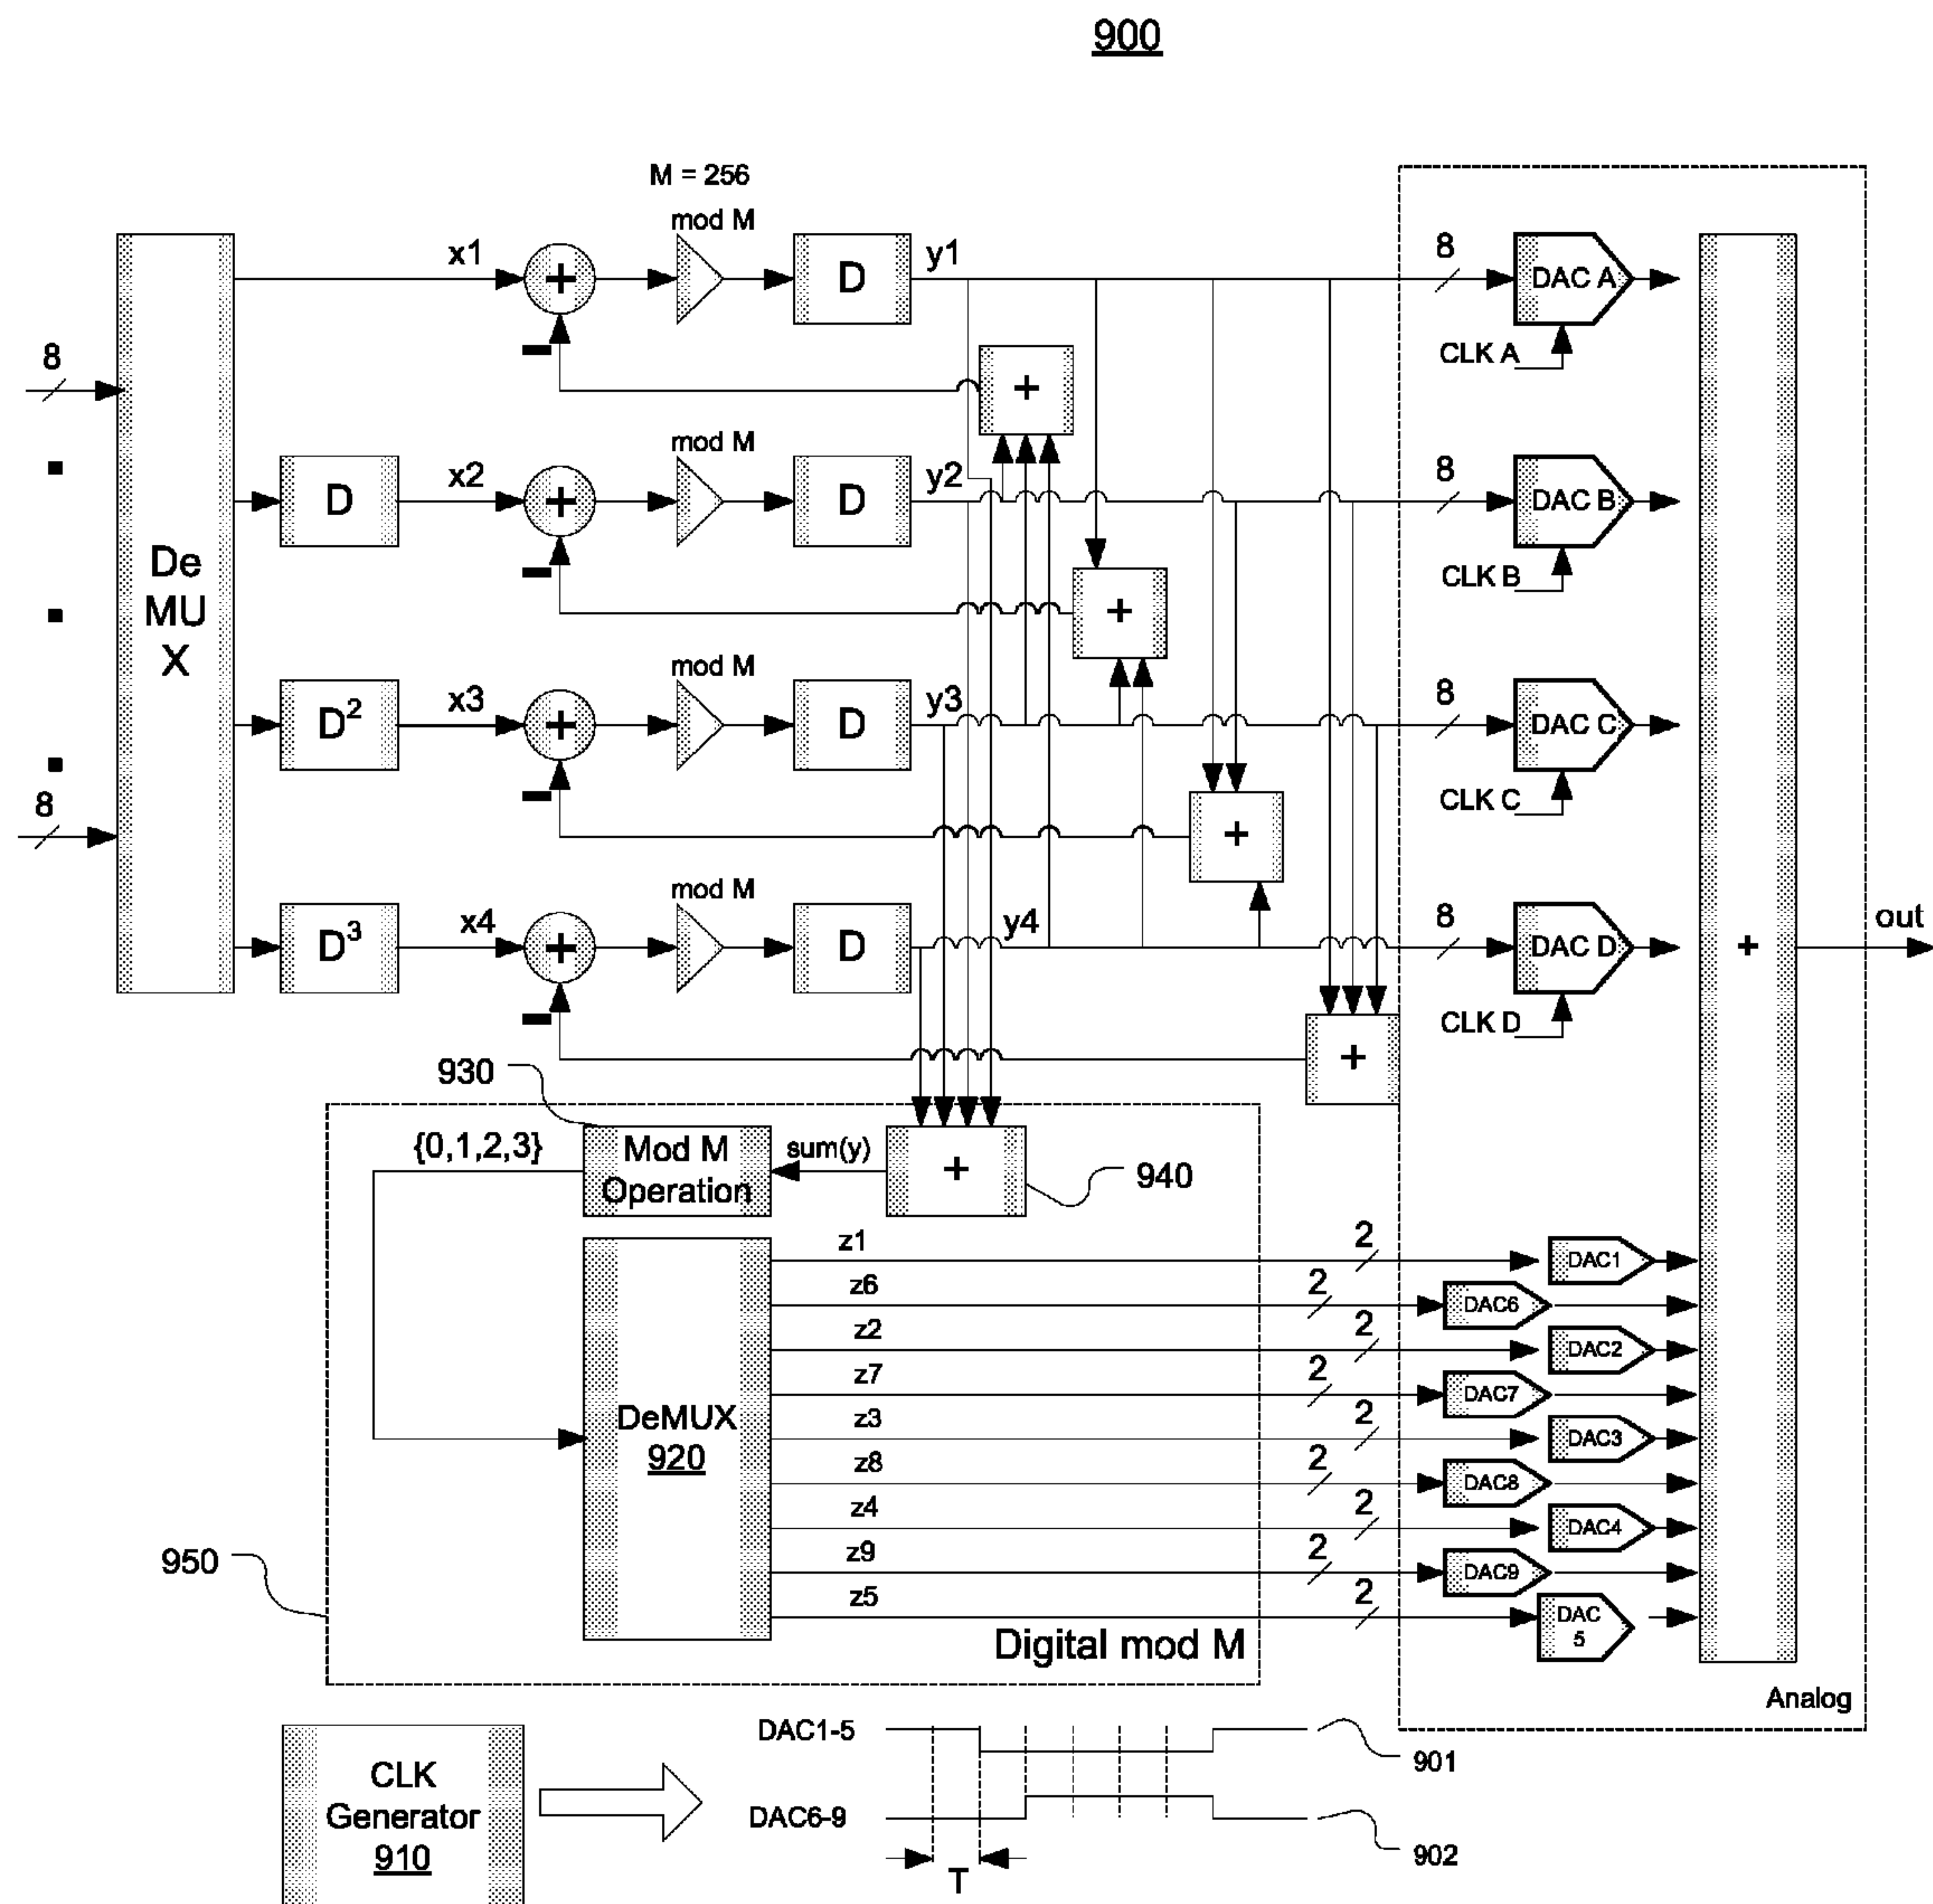 900
M = 256
mod M
x1
+
D
y1
8
DAC A
CLK A
8
+
mod M
D
x2
+
D
y2
8
DAC B
CLK B
De
MU
X
+
mod M
D²
x3
+
D
y3
8
DAC C
CLK C
8
+
mod M
D³
x4
+
D
y4
8
DAC D
CLK D
+
out
+
930
{0,1,2,3}
Mod M
Operation
sum(y)
+
940
z1
2
DAC1
z6
2
DAC6
z2
2
DAC2
z7
2
DAC7
DeMUX
920
z3
2
DAC3
z8
2
DAC8
z4
2
DAC4
950
z9
2
DAC9
z5
2
DAC
5
Digital mod M
Analog
CLK
Generator
910
DAC1-5
901
DAC6-9
902
T